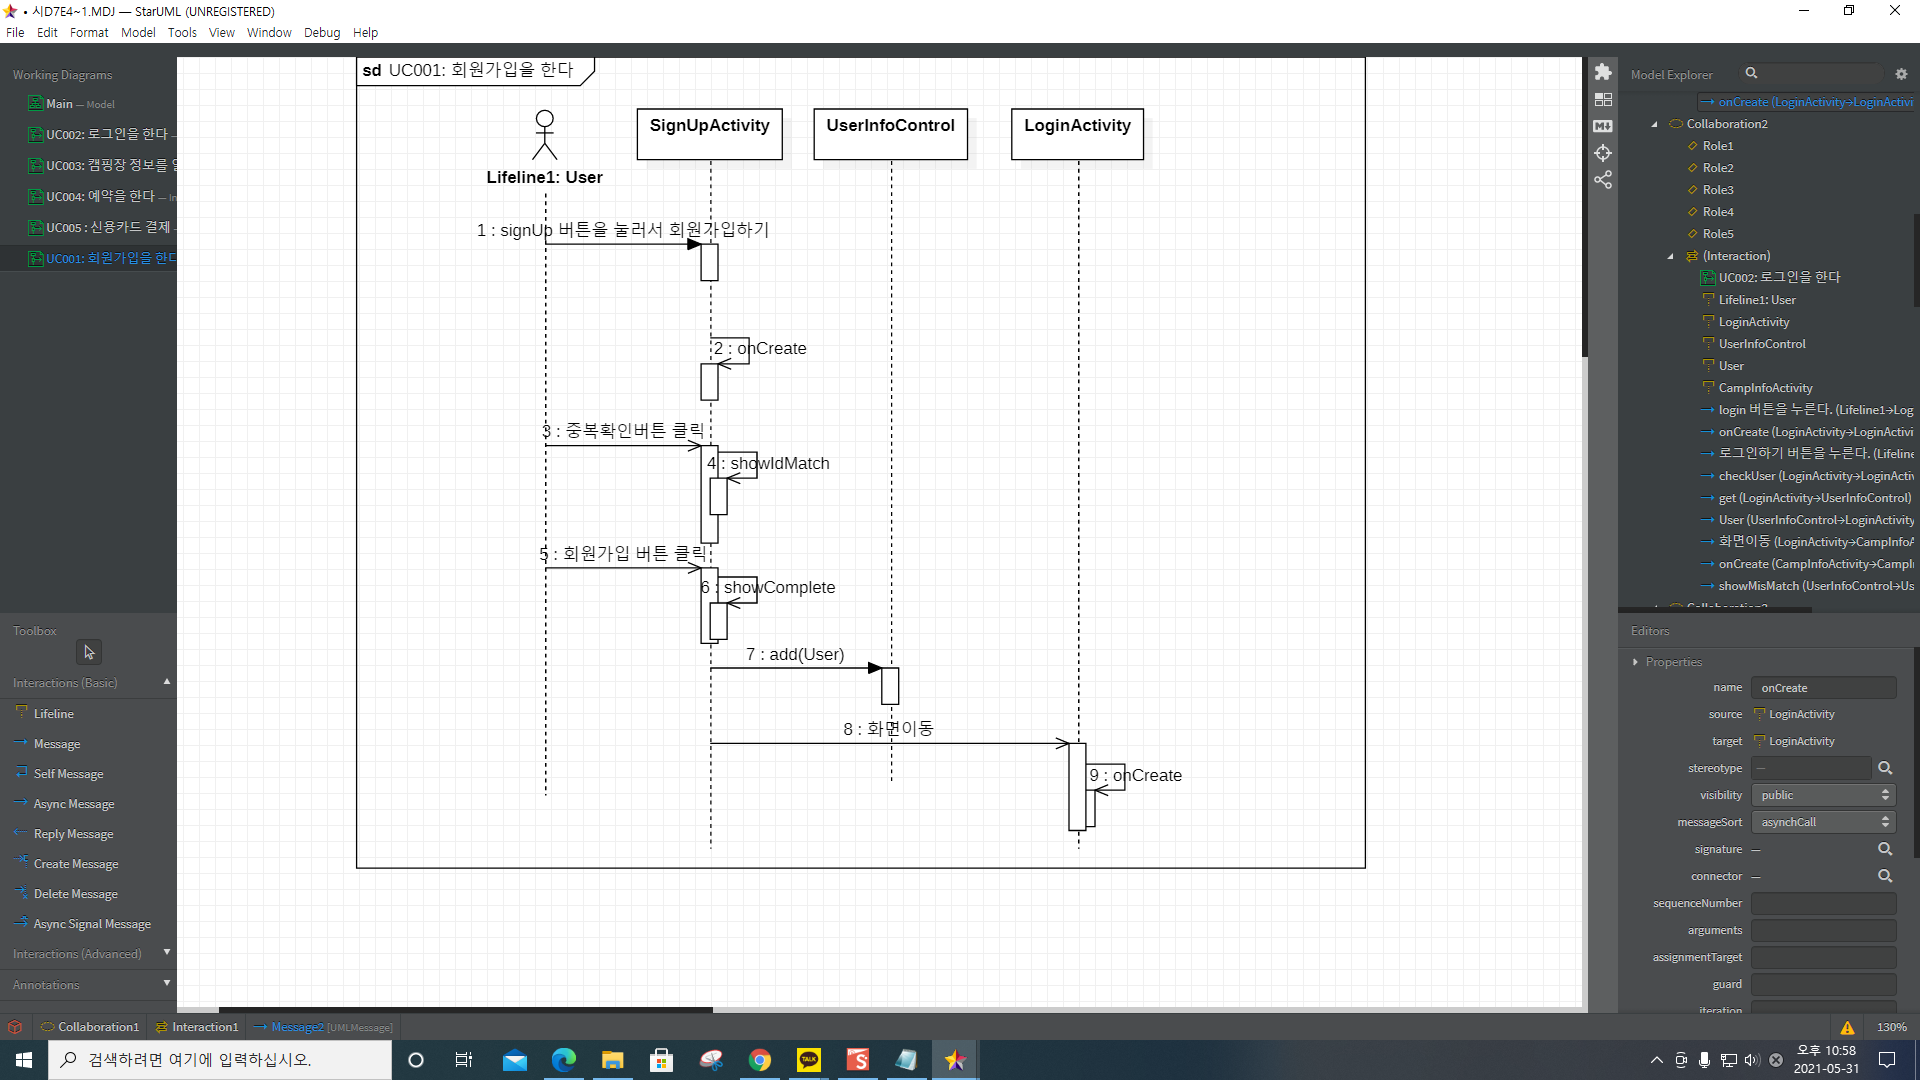 • 시D7E4~1.MDJ — StarUML (UNREGISTERED)
File Edit Format Model Tools View Window Debug Help
Working Diagrams
Main — Model
UC002: 로그인을 한다 —
UC003: 캠핑장 정보를
UC004: 예약을 한다 — In
UC005 : 신용카드 결제 —
UC001: 회원가입을 한다
Toolbox
Interactions (Basic)
Lifeline
Message
Self Message
Async Message
Reply Message
Create Message
Delete Message
Async Signal Message
Interactions (Advanced)
Annotations
sd UC001: 회원가입을 한다
SignUpActivity
UserInfoControl
LoginActivity
Lifeline1: User
1 : signUp 버튼을 눌러서 회원가입하기
2 : onCreate
3 : 중복확인버튼 클릭
4 : showIdMatch
5 : 회원가입 버튼 클릭
6 : showComplete
7 : add(User)
8 : 화면이동
9 : onCreate
Model Explorer
onCreate (LoginActivity→LoginActivi
Collaboration2
Role1
Role2
Role3
Role4
Role5
(Interaction)
UC002: 로그인을 한다
Lifeline1: User
LoginActivity
UserInfoControl
User
CampInfoActivity
login 버튼을 누른다. (Lifeline1→Log
onCreate (LoginActivity→LoginActivi
로그인하기 버튼을 누른다. (Lifeline
checkUser (LoginActivity→LoginActiv
get (LoginActivity→UserInfoControl)
User (UserInfoControl→LoginActivity
화면이동 (LoginActivity→CampInfoA
onCreate (CampInfoActivity→CampI
showMisMatch (UserInfoControl→Us
Editors
Properties
name onCreate
source LoginActivity
target LoginActivity
stereotype —
visibility public
messageSort asynchCall
signature —
connector —
sequenceNumber
arguments
assignmentTarget
guard
iteration
Collaboration1 Interaction1 Message2 [UMLMessage]
130%
검색하려면 여기에 입력하십시오.
TALK
오후 10:58
2021-05-31